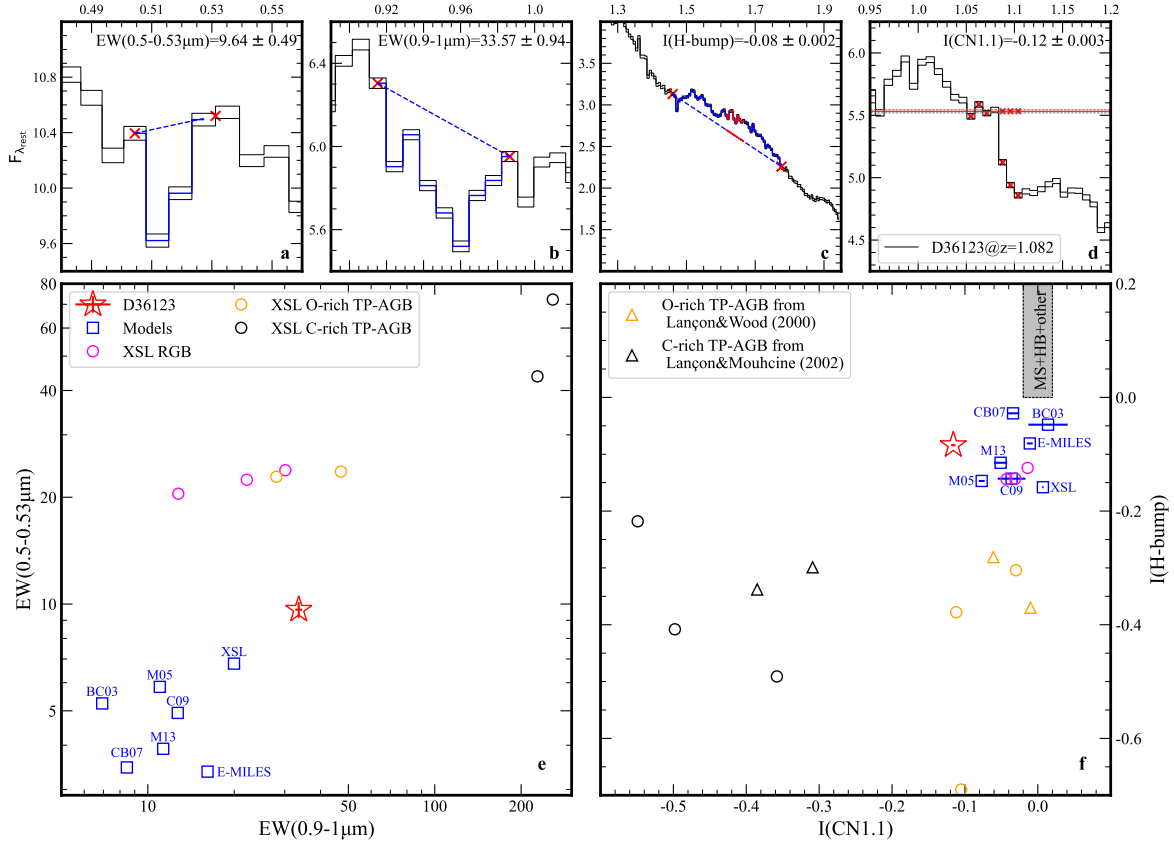 0.49 0.51 0.53 0.55
0.92 0.96 1.0
1.3 1.5 1.7 1.9
0.95 1.0 1.05 1.1 1.15 1.2
EW(0.5-0.53μm)=9.64 ± 0.49
EW(0.9-1μm)=33.57 ± 0.94
I(H-bump)=-0.08 ± 0.002
I(CN1.1)=-0.12 ± 0.003
10.8
10.4
10.0
9.6
Fλrest
a
6.4
6.0
5.6
b
3.5
3.0
2.5
2.0
1.5
c
6.0
5.5
5.0
4.5
d
D36123@z=1.082
80
60
40
20
10
5
EW(0.5-0.53μm)
D36123
Models
XSL RGB
XSL O-rich TP-AGB
XSL C-rich TP-AGB
XSL
M05
BC03
C09
M13
CB07
E-MILES
e
10 50 100 200
EW(0.9-1μm)
O-rich TP-AGB from
Lançon&Wood (2000)
C-rich TP-AGB from
Lançon&Mouhcine (2002)
MS+HB+other
CB07
BC03
E-MILES
M13
M05
C09
XSL
f
0.2
0.0
-0.2
-0.4
-0.6
I(H-bump)
-0.5 -0.4 -0.3 -0.2 -0.1 0.0
I(CN1.1)